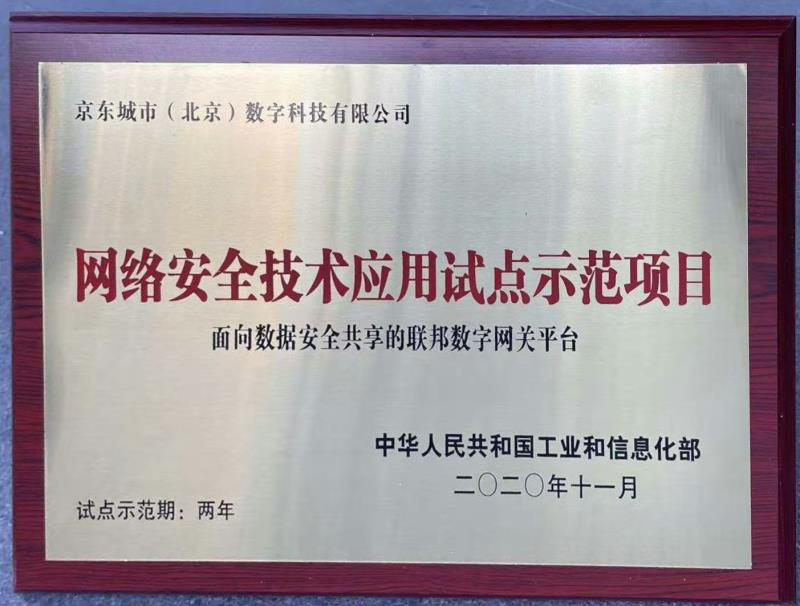 京东城市（北京）数字科技有限公司
网络安全技术应用试点示范项目
面向数据安全共享的联邦数字网关平台
中华人民共和国工业和信息化部
二〇二〇年十一月
试点示范期：两年